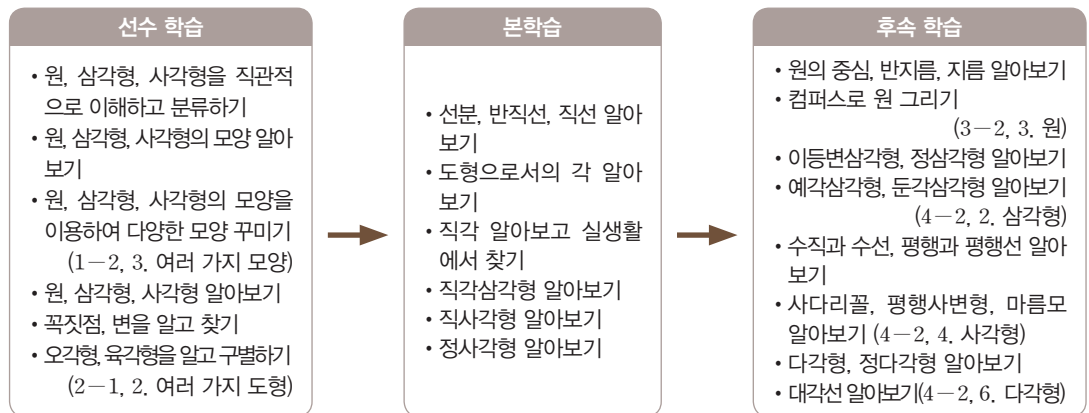 선수 학습
• 원, 삼각형, 사각형을 직관적
으로 이해하고 분류하기
• 원, 삼각형, 사각형의 모양 알아
보기
• 원, 삼각형, 사각형의 모양을
이용하여 다양한 모양 꾸미기
(1-2, 3. 여러 가지 모양)
• 원, 삼각형, 사각형 알아보기
• 꼭짓점, 변을 알고 찾기
• 오각형, 육각형을 알고 구별하기
(2-1, 2. 여러 가지 도형)
본학습
• 선분, 반직선, 직선 알아
보기
• 도형으로서의 각 알아
보기
• 직각 알아보고 실생활
에서 찾기
• 직각삼각형 알아보기
• 직사각형 알아보기
• 정사각형 알아보기
후속 학습
• 원의 중심, 반지름, 지름 알아보기
• 컴퍼스로 원 그리기
(3-2, 3. 원)
• 이등변삼각형, 정삼각형 알아보기
• 예각삼각형, 둔각삼각형 알아보기
(4-2, 2. 삼각형)
• 수직과 수선, 평행과 평행선 알아
보기
• 사다리꼴, 평행사변형, 마름모
알아보기 (4-2, 4. 사각형)
• 다각형, 정다각형 알아보기
• 대각선 알아보기(4-2, 6. 다각형)